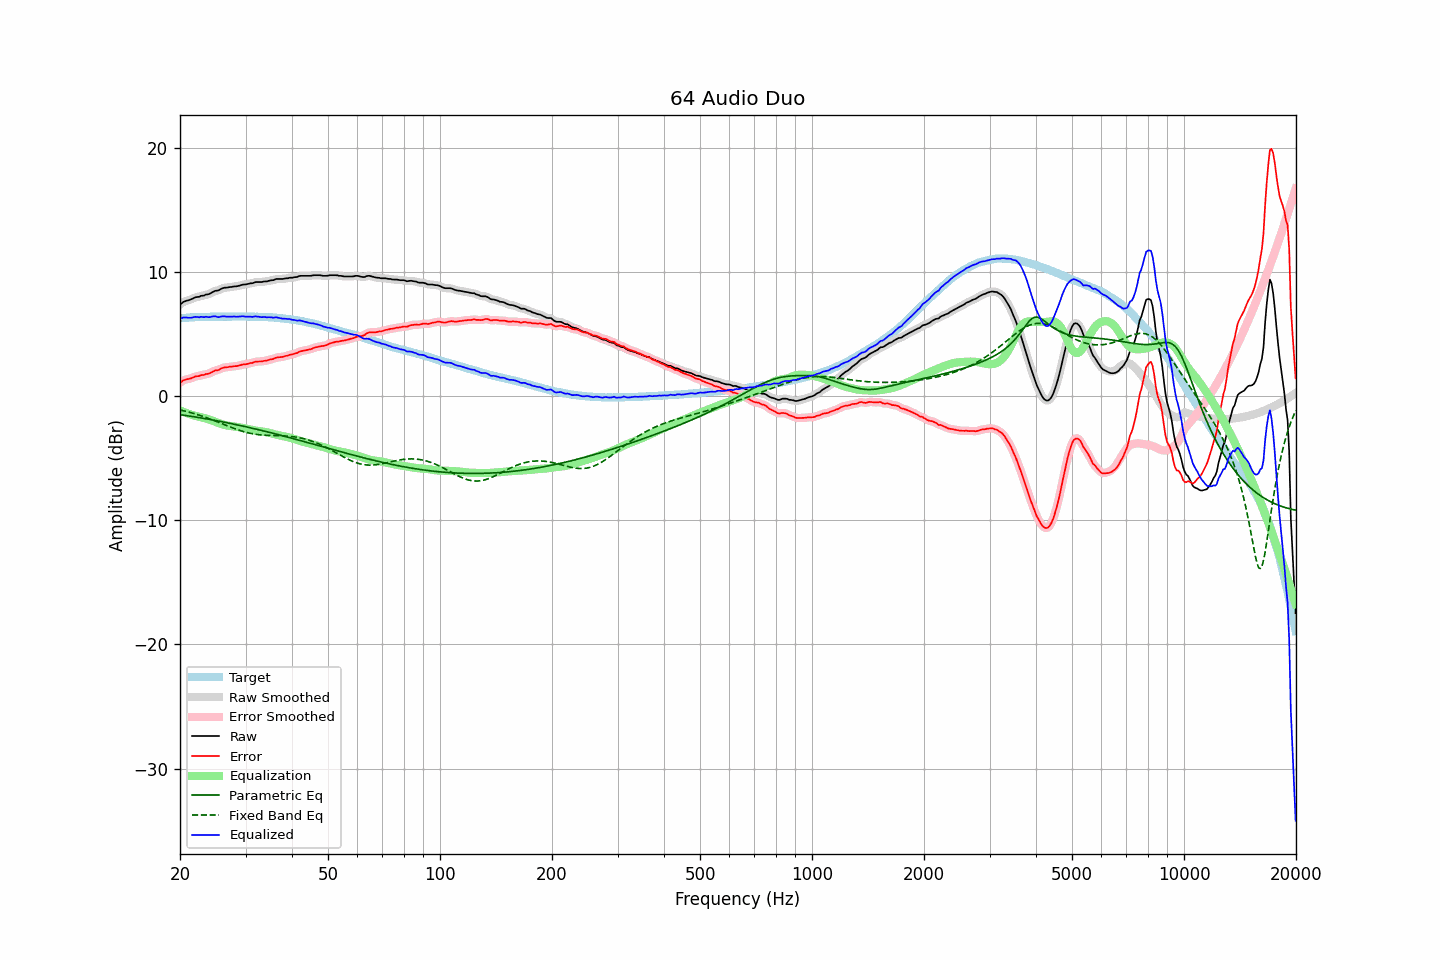 64 Audio Duo
Amplitude (dBr)
20
10
0
−10
−20
−30
Target
Raw Smoothed
Error Smoothed
Raw
Error
Equalization
Parametric Eq
Fixed Band Eq
Equalized
20 50 100 200 500 1000 2000 5000 10000 20000
Frequency (Hz)